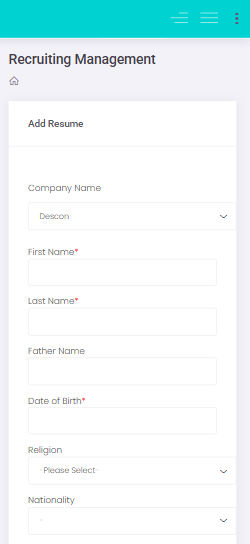 Recruiting Management
Add Resume
Company Name
Descon
First Name*
Last Name*
Father Name
Date of Birth*
Religion
-Please Select-
Nationality
-